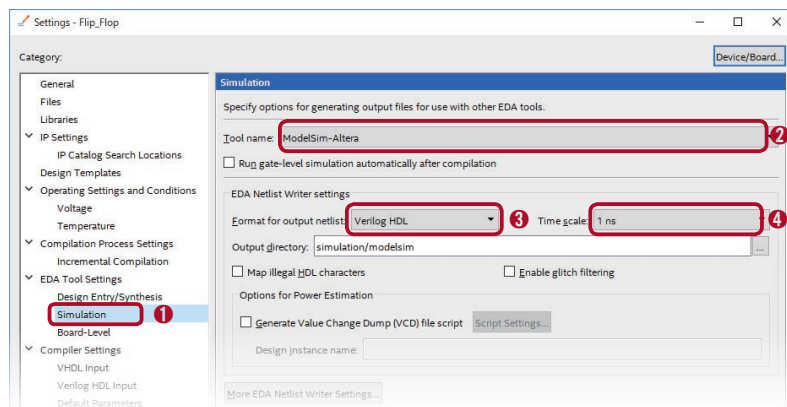 Settings - Flip_Flop
Category:
Device/Board...
General
Files
Libraries
IP Settings
IP Catalog Search Locations
Design Templates
Operating Settings and Conditions
Voltage
Temperature
Compilation Process Settings
Incremental Compilation
EDA Tool Settings
Design Entry/Synthesis
Simulation 1
Board-Level
Compiler Settings
VHDL Input
Verilog HDL Input
Default Parameters
Simulation
Specify options for generating output files for use with other EDA tools.
Tool name: ModelSim-Altera 2
Run gate-level simulation automatically after compilation
EDA Netlist Writer settings
Format for output netlist: Verilog HDL 3 Time scale: 1 ns 4
Output directory: simulation/modelsim ...
Map illegal HDL characters Enable glitch filtering
Options for Power Estimation
Generate Value Change Dump (VCD) file script Script Settings...
Design instance name:
More EDA Netlist Writer Settings...